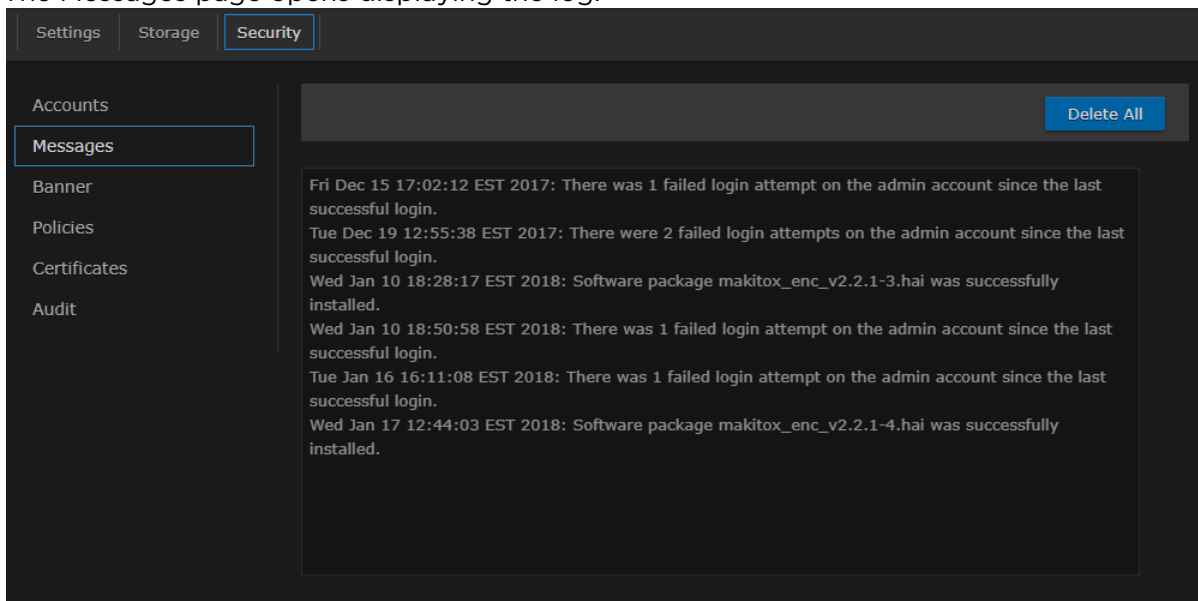 The Messages page opens displaying the log.
Settings Storage Security
Accounts
Messages
Banner
Policies
Certificates
Audit
Delete All
Fri Dec 15 17:02:12 EST 2017: There was 1 failed login attempt on the admin account since the last
successful login.
Tue Dec 19 12:55:38 EST 2017: There were 2 failed login attempts on the admin account since the last
successful login.
Wed Jan 10 18:28:17 EST 2018: Software package makitox_enc_v2.2.1-3.hai was successfully
installed.
Wed Jan 10 18:50:58 EST 2018: There was 1 failed login attempt on the admin account since the last
successful login.
Tue Jan 16 16:11:08 EST 2018: There was 1 failed login attempt on the admin account since the last
successful login.
Wed Jan 17 12:44:03 EST 2018: Software package makitox_enc_v2.2.1-4.hai was successfully
installed.